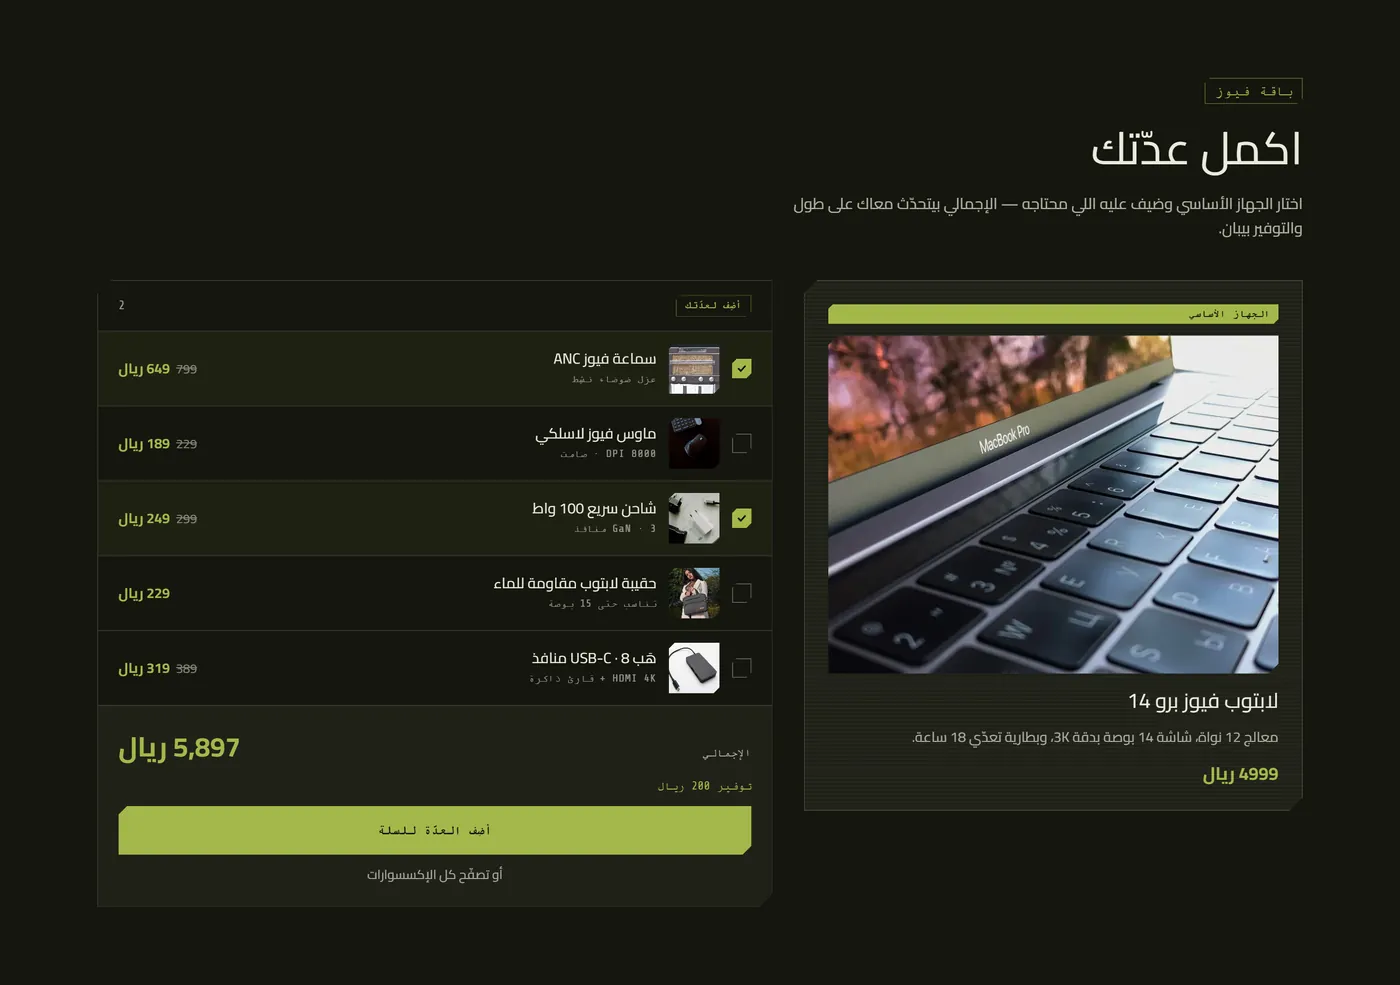 باقة فيوز
اكمل عدّتك
اختار الجهاز الأساسي وضيف عليه اللي محتاجه — الإجمالي بيتحدّث معاك على طول
والتوفير بيبان.
الجهاز الأساسي
MacBook Pro
لابتوب فيوز برو 14
معالج 12 نواة، شاشة 14 بوصة بدقة 3K، وبطارية تعدّي 18 ساعة.
4999 ريال
أضِف لعدّتك
2
سماعة فيوز ANC
عزل ضوضاء نشِط
799 649 ريال
ماوس فيوز لاسلكي
8000 DPI · صامت
229 189 ريال
شاحن سريع 100 واط
GaN · 3 منافذ
299 249 ريال
حقيبة لابتوب مقاومة للماء
تناسب حتى 15 بوصة
229 ريال
هَب USB-C · 8 منافذ
HDMI 4K + قارئ ذاكرة
389 319 ريال
الإجمالي
5,897 ريال
توفير 200 ريال
أضِف العدّة للسلة
أو تصفّح كل الإكسسوارات